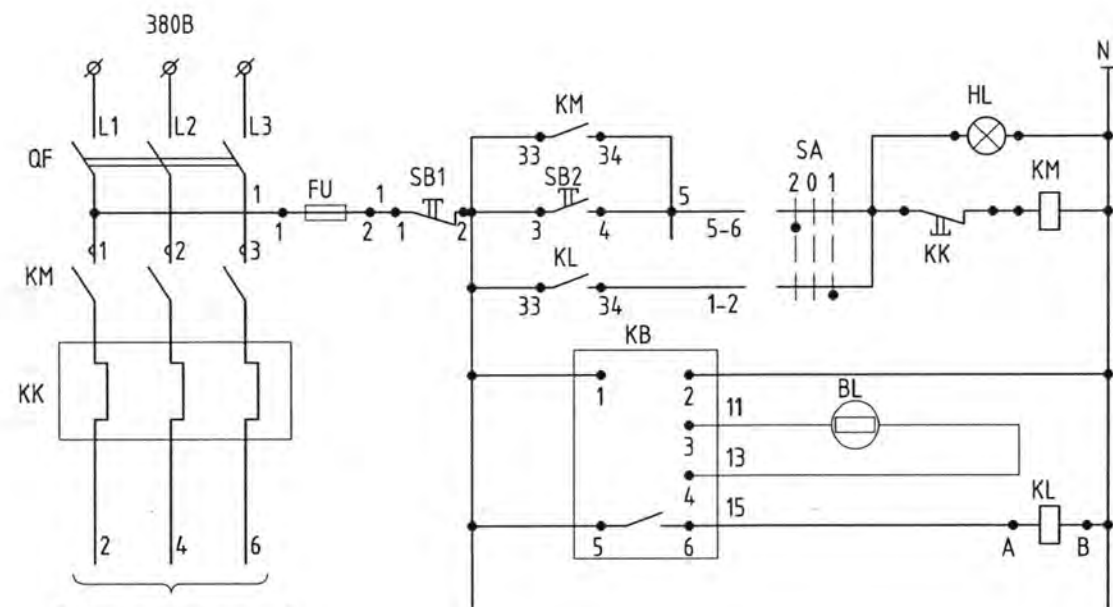 380В
N
L1 L2 L3
KM
HL
QF
33 34
SA
KM
1 FU 1 SB1
SB2
2 0 1
5
1 2 1 2
3 4
5-6
KK
1 2 3
KL
KM
33 34
1-2
KB
KK
1 2 11
BL
3 13
4 15
KL
5 6
A B
2 4 6